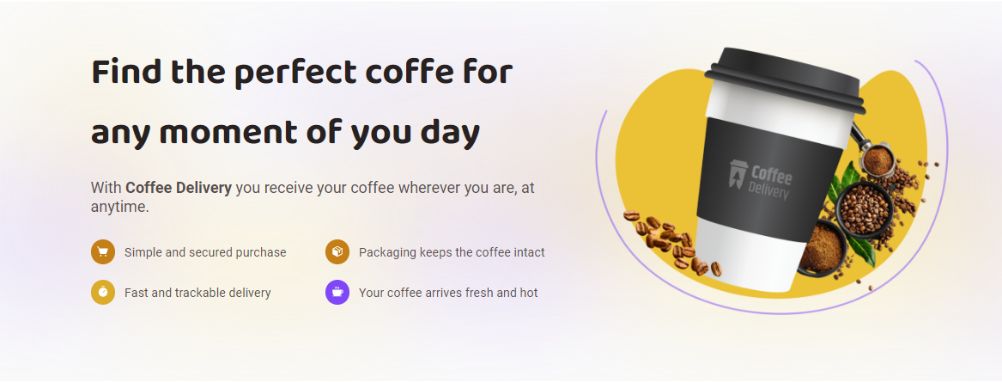 Find the perfect coffe for
any moment of you day
With Coffee Delivery you receive your coffee wherever you are, at
anytime.
Simple and secured purchase
Packaging keeps the coffee intact
Fast and trackable delivery
Your coffee arrives fresh and hot
Coffee
Delivery